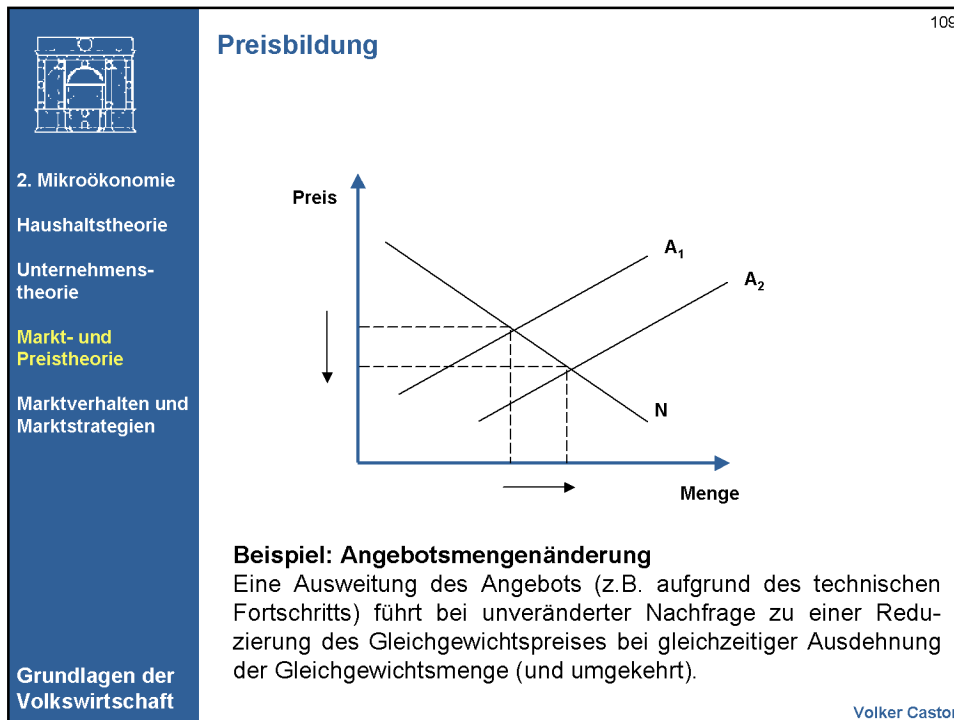 109
Preisbildung
2. Mikroökonomie
Haushaltstheorie
Unternehmens-
theorie
Markt- und
Preistheorie
Marktverhalten und
Marktstrategien
Grundlagen der
Volkswirtschaft
Preis
A1
A2
N
Menge
Beispiel: Angebotsmengenänderung
Eine Ausweitung des Angebots (z.B. aufgrund des technischen
Fortschritts) führt bei unveränderter Nachfrage zu einer Redu-
zierung des Gleichgewichtspreises bei gleichzeitiger Ausdehnung
der Gleichgewichtsmenge (und umgekehrt).
Volker Castor